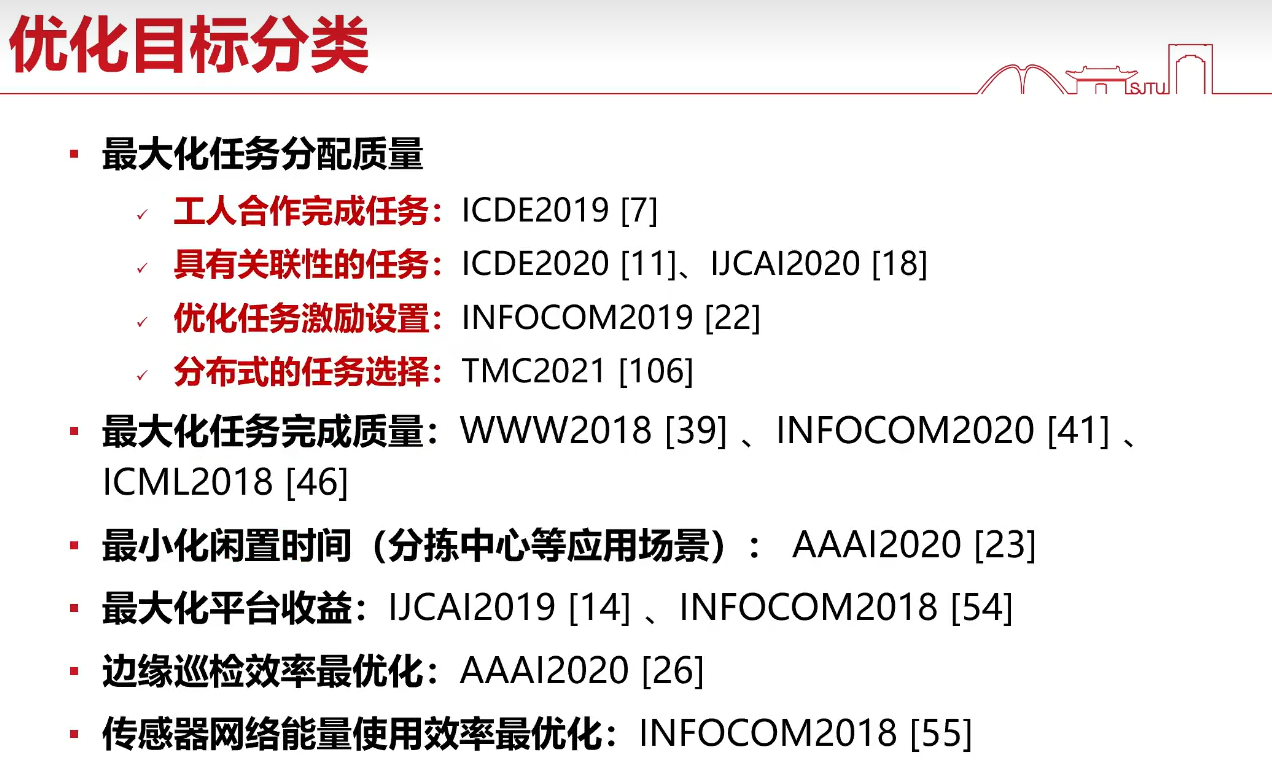 优化目标分类
SJTU
▪ 最大化任务分配质量
✓ 工人合作完成任务：ICDE2019 [7]
✓ 具有关联性的任务：ICDE2020 [11]、IJCAI2020 [18]
✓ 优化任务激励设置：INFOCOM2019 [22]
✓ 分布式的任务选择：TMC2021 [106]
▪ 最大化任务完成质量：WWW2018 [39] 、INFOCOM2020 [41] 、
ICML2018 [46]
▪ 最小化闲置时间（分拣中心等应用场景）： AAAI2020 [23]
▪ 最大化平台收益：IJCAI2019 [14] 、INFOCOM2018 [54]
▪ 边缘巡检效率最优化：AAAI2020 [26]
▪ 传感器网络能量使用效率最优化：INFOCOM2018 [55]